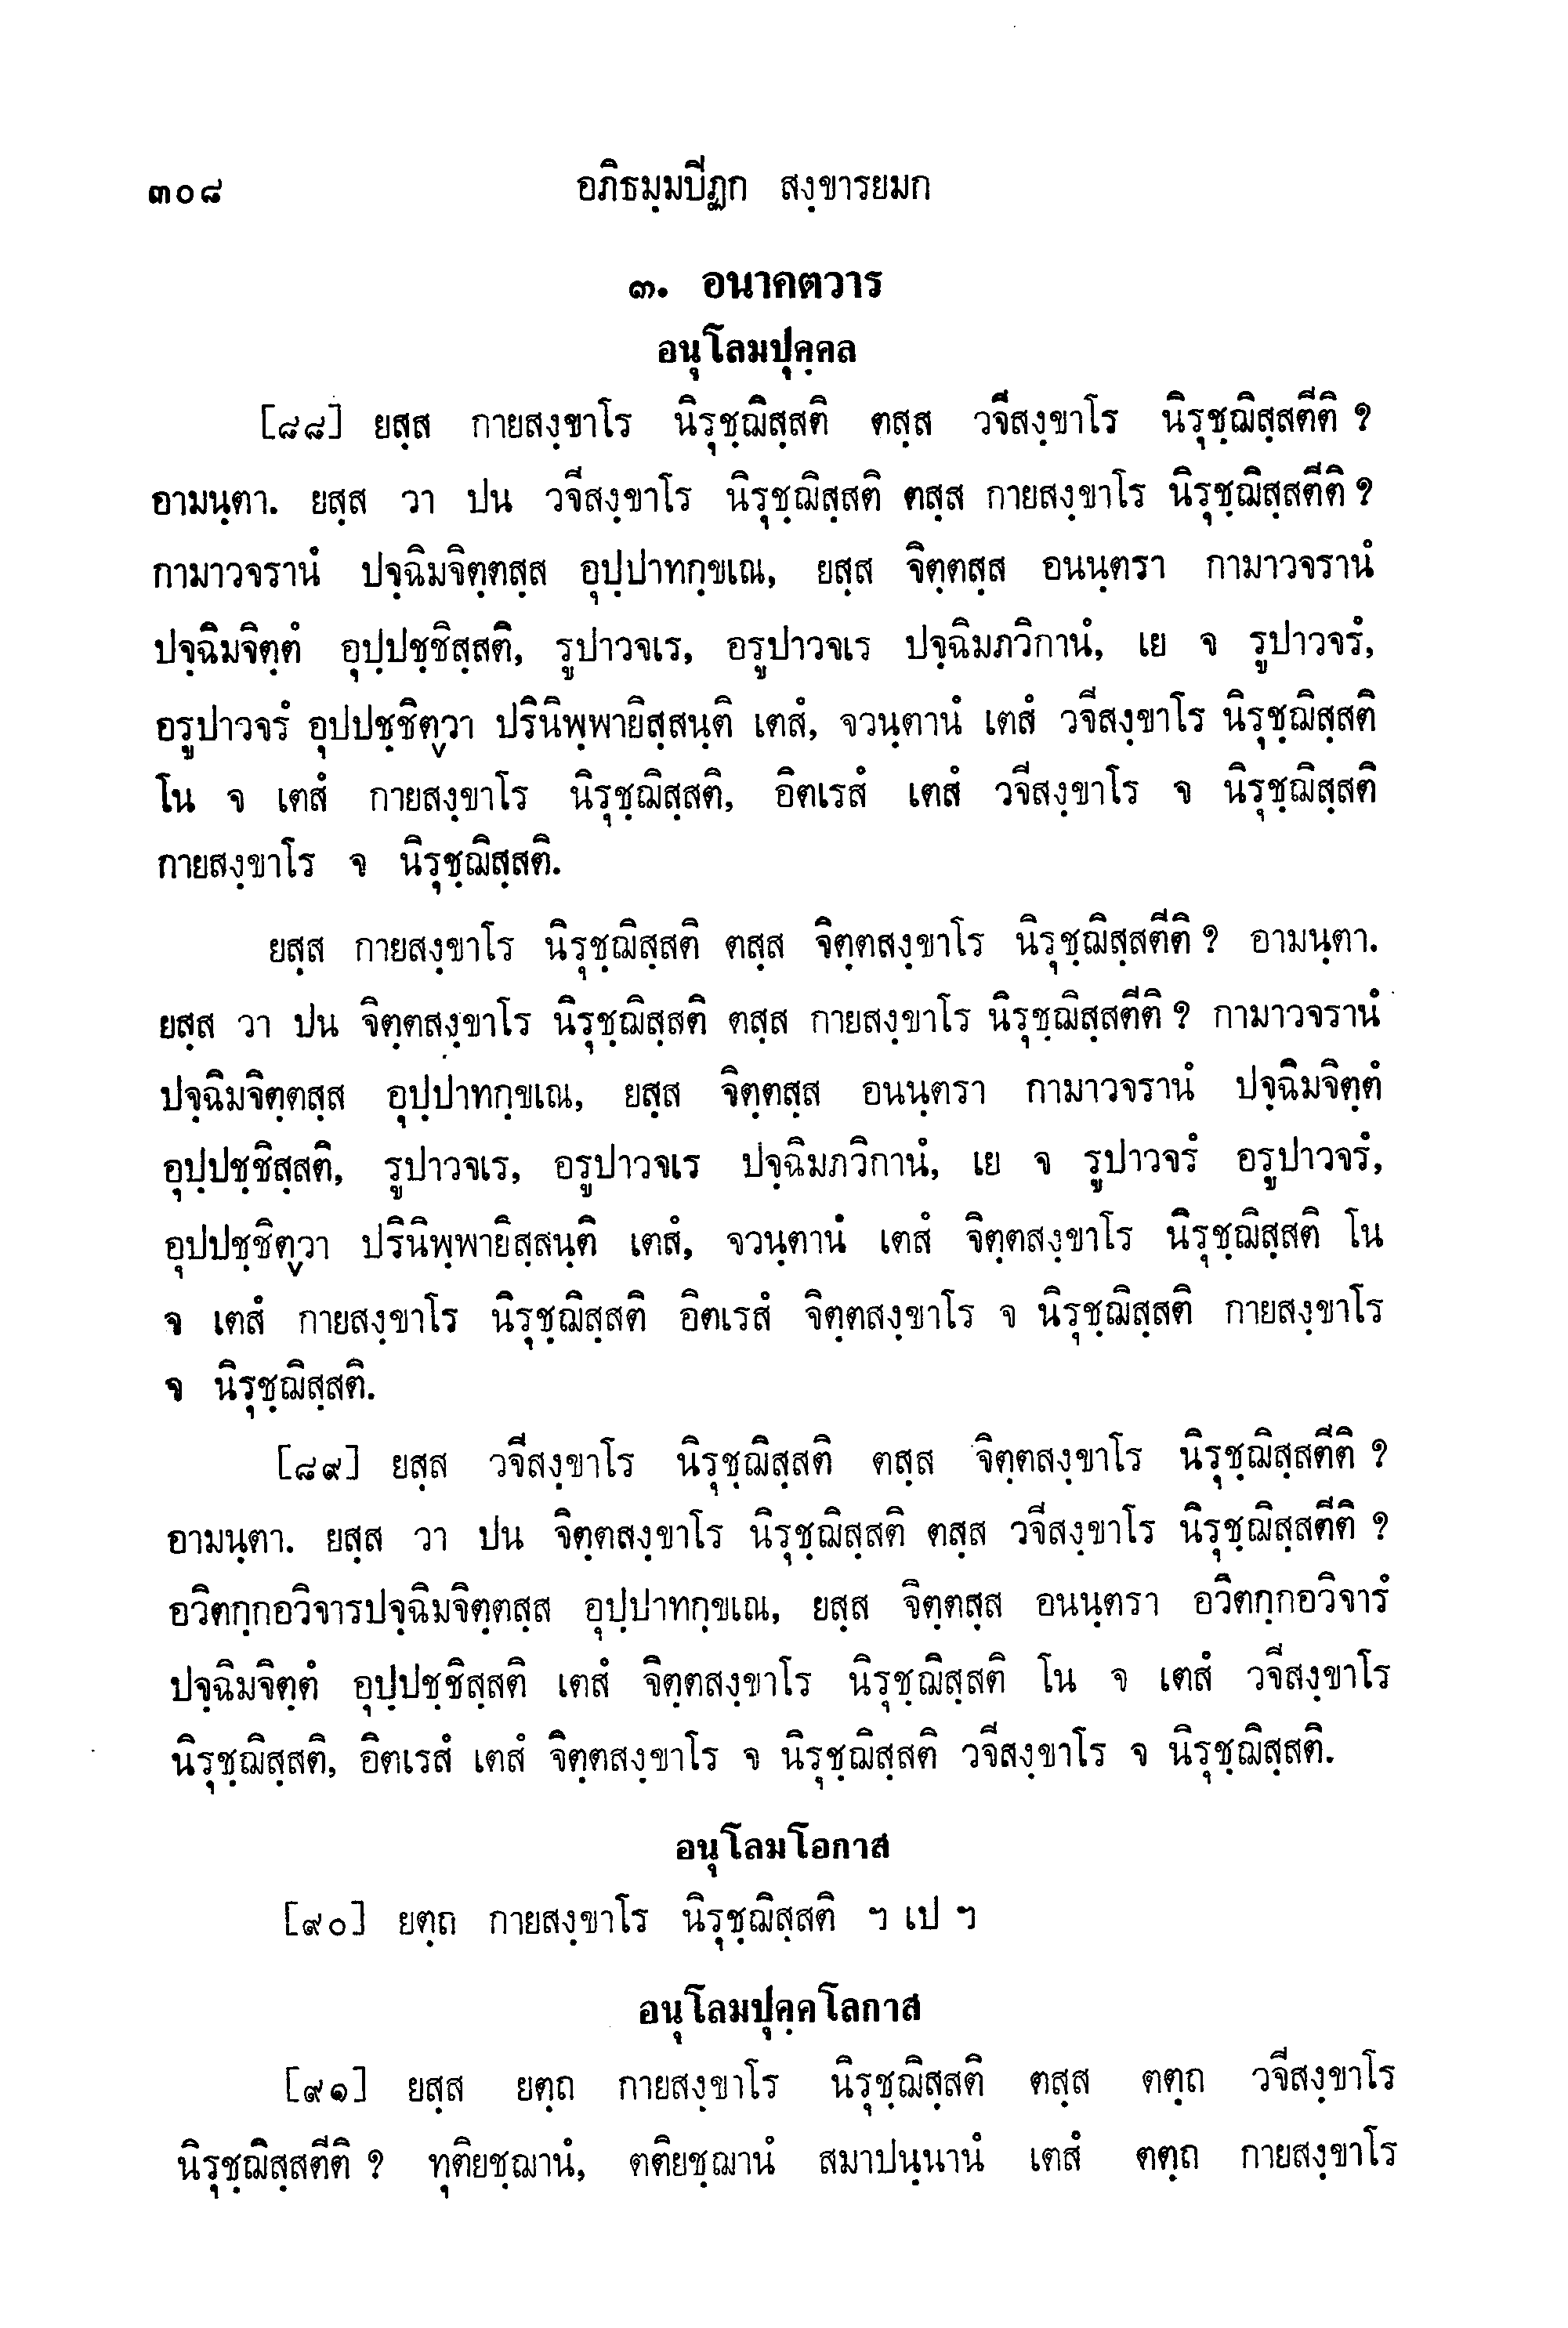 ๓๐๘ อภิธมฺมปีฏก สงฺขารยมก
๓. อนาคตวาร
อนุโลมปุคฺคล
[๘๘] ยสฺส กายสงฺขาโร นิรุชฺฌิสฺสติ ตสฺส วจีสงฺขาโร นิรุชฺฌิสฺสตีติ ?
อามนฺตา. ยสฺส วา ปน วจีสงฺขาโร นิรุชฺฌิสฺสติ ตสฺส กายสงฺขาโร นิรุชฺฌิสฺสตีติ ?
กามาวจรานํ ปจฺฉิมจิตฺตสฺส อุปฺปาทกฺขเณ, ยสฺส จิตฺตสฺส อนนฺตรา กามาวจรานํ
ปจฺฉิมจิตฺตํ อุปฺปชฺชิสฺสติ, รูปาวจเร, อรูปาวจเร ปจฺฉิมภวิกานํ, เย จ รูปาวจรํ,
อรูปาวจรํ อุปปชฺชิตฺวา ปรินิพฺพายิสฺสนฺติ เตสํ, จวนฺตานํ เตสํ วจีสงฺขาโร นิรุชฺฌิสฺสติ
โน จ เตสํ กายสงฺขาโร นิรุชฺฌิสฺสติ, อิตเรสํ เตสํ วจีสงฺขาโร จ นิรุชฺฌิสฺสติ
กายสงฺขาโร จ นิรุชฺฌิสฺสติ.
ยสฺส กายสงฺขาโร นิรุชฺฌิสฺสติ ตสฺส จิตฺตสงฺขาโร นิรุชฺฌิสฺสตีติ ? อามนฺตา.
ยสฺส วา ปน จิตฺตสงฺขาโร นิรุชฺฌิสฺสติ ตสฺส กายสงฺขาโร นิรุชฺฌิสฺสตีติ ? กามาวจรานํ
ปจฺฉิมจิตฺตสฺส อุปฺปาทกฺขเณ, ยสฺส จิตฺตสฺส อนนฺตรา กามาวจรานํ ปจฺฉิมจิตฺตํ
อุปฺปชฺชิสฺสติ, รูปาวจเร, อรูปาวจเร ปจฺฉิมภวิกานํ, เย จ รูปาวจรํ อรูปาวจรํ,
อุปปชฺชิตฺวา ปรินิพฺพายิสฺสนฺติ เตสํ, จวนฺตานํ เตสํ จิตฺตสงฺขาโร นิรุชฺฌิสฺสติ โน
จ เตสํ กายสงฺขาโร นิรุชฺฌิสฺสติ อิตเรสํ จิตฺตสงฺขาโร จ นิรุชฺฌิสฺสติ กายสงฺขาโร
จ นิรุชฺฌิสฺสติ.
[๘๙] ยสฺส วจีสงฺขาโร นิรุชฺฌิสฺสติ ตสฺส จิตฺตสงฺขาโร นิรุชฺฌิสฺสตีติ ?
อามนฺตา. ยสฺส วา ปน จิตฺตสงฺขาโร นิรุชฺฌิสฺสติ ตสฺส วจีสงฺขาโร นิรุชฺฌิสฺสตีติ ?
อวิตกฺกอวิจารปจฺฉิมจิตฺตสฺส อุปฺปาทกฺขเณ, ยสฺส จิตฺตสฺส อนนฺตรา อวิตกฺกอวิจารํ
ปจฺฉิมจิตฺตํ อุปฺปชฺชิสฺสติ เตสํ จิตฺตสงฺขาโร นิรุชฺฌิสฺสติ โน จ เตสํ วจีสงฺขาโร
นิรุชฺฌิสฺสติ, อิตเรสํ เตสํ จิตฺตสงฺขาโร จ นิรุชฺฌิสฺสติ วจีสงฺขาโร จ นิรุชฺฌิสฺสติ.
อนุโลมโอกาส
[๙๐] ยตฺถ กายสงฺขาโร นิรุชฺฌิสฺสติ ฯ เป ฯ
อนุโลมปุคฺคโลกาส
[๙๑] ยสฺส ยตฺถ กายสงฺขาโร นิรุชฺฌิสฺสติ ตสฺส ตตฺถ วจีสงฺขาโร
นิรุชฺฌิสฺสตีติ ? ทุติยชฺฌานํ, ตติยชฺฌานํ สมาปนฺนานํ เตสํ ตตฺถ กายสงฺขาโร